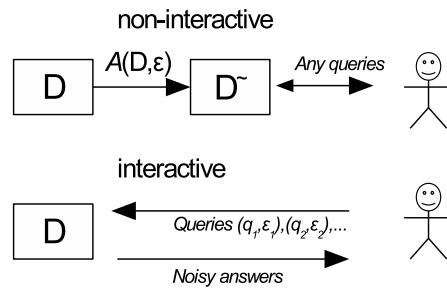 non-interactive
A(D,ε)
D
D~
Any queries
interactive
D
Queries (q₁,ε₁),(q₂,ε₂),...
Noisy answers